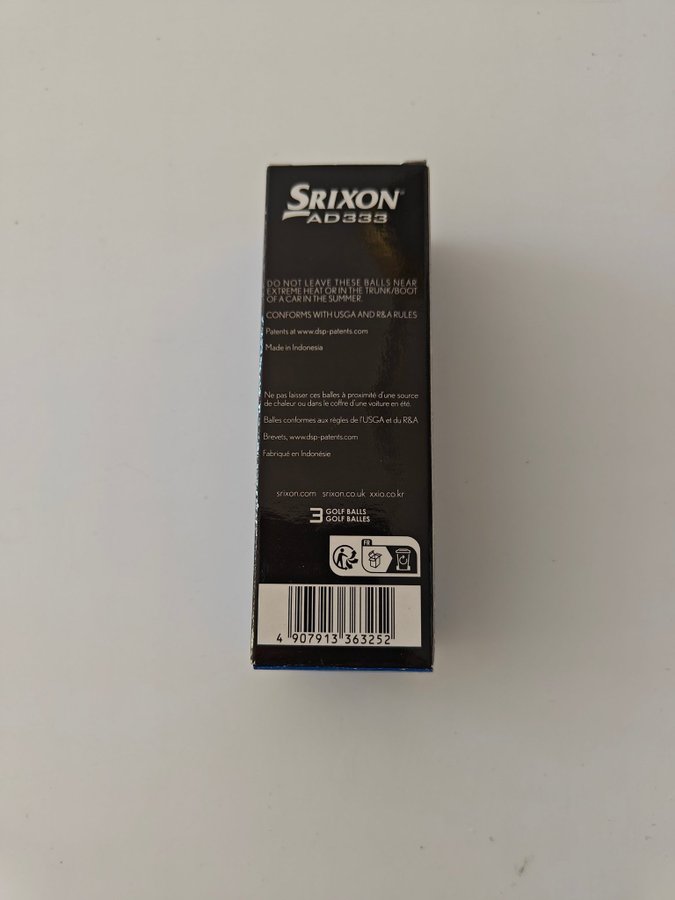 SRIXON
AD333
DO NOT LEAVE THESE BALLS NEAR
EXTREME HEAT OR IN THE TRUNK/BOOT
OF A CAR IN THE SUMMER.
CONFORMS WITH USGA AND R&A RULES
Patents at www.dsp-patents.com
Made in Indonesia
Ne pas laisser ces balles à proximité d'une source
de chaleur ou dans le coffre d'une voiture en été.
Balles conformes aux règles de l'USGA et du R&A
Brevets, www.dsp-patents.com
Fabriqué en Indonésie
srixon.com srixon.co.uk xxio.co.kr
3 GOLF BALLS
GOLF BALLES
FR
4 907913 363252